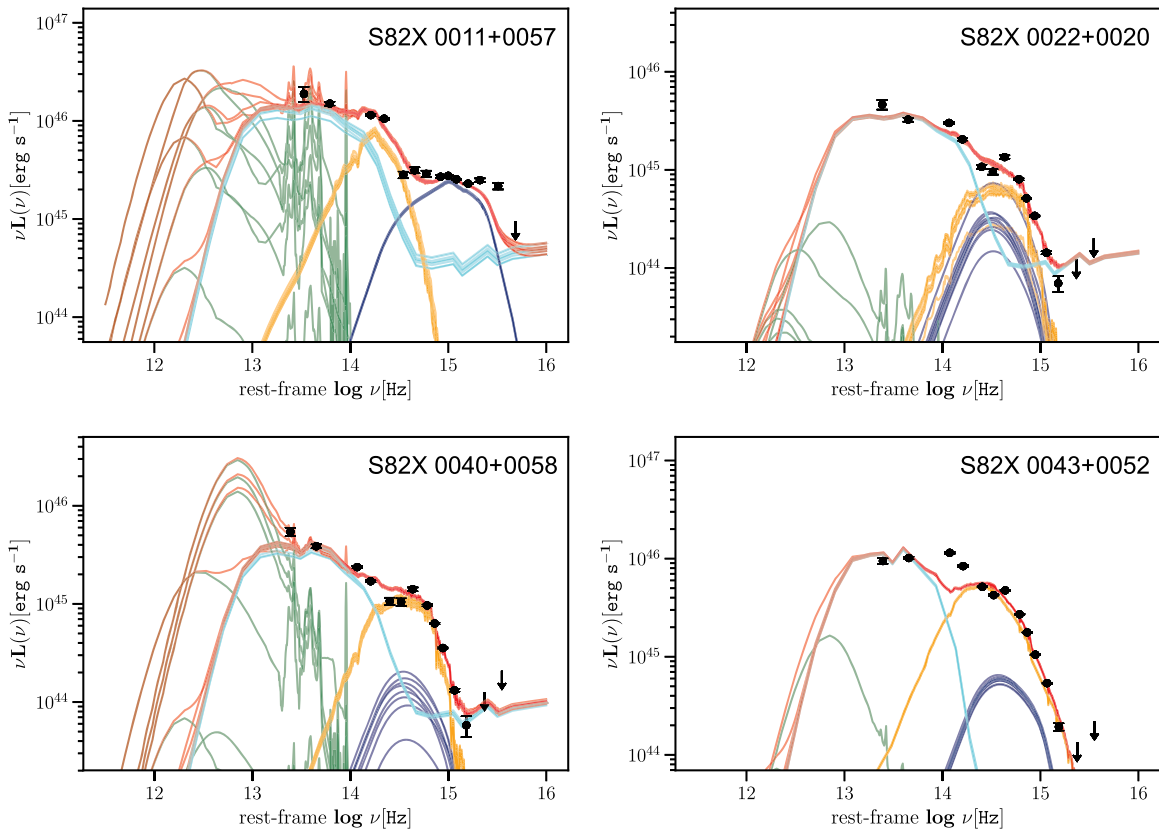 S82X 0011+0057
10^47
10^46
10^45
10^44
νL(ν)[erg s^−1]
12 13 14 15 16
rest-frame log ν[Hz]
S82X 0022+0020
10^46
10^45
10^44
νL(ν)[erg s^−1]
12 13 14 15 16
rest-frame log ν[Hz]
S82X 0040+0058
10^46
10^45
10^44
νL(ν)[erg s^−1]
12 13 14 15 16
rest-frame log ν[Hz]
S82X 0043+0052
10^47
10^46
10^45
10^44
νL(ν)[erg s^−1]
12 13 14 15 16
rest-frame log ν[Hz]